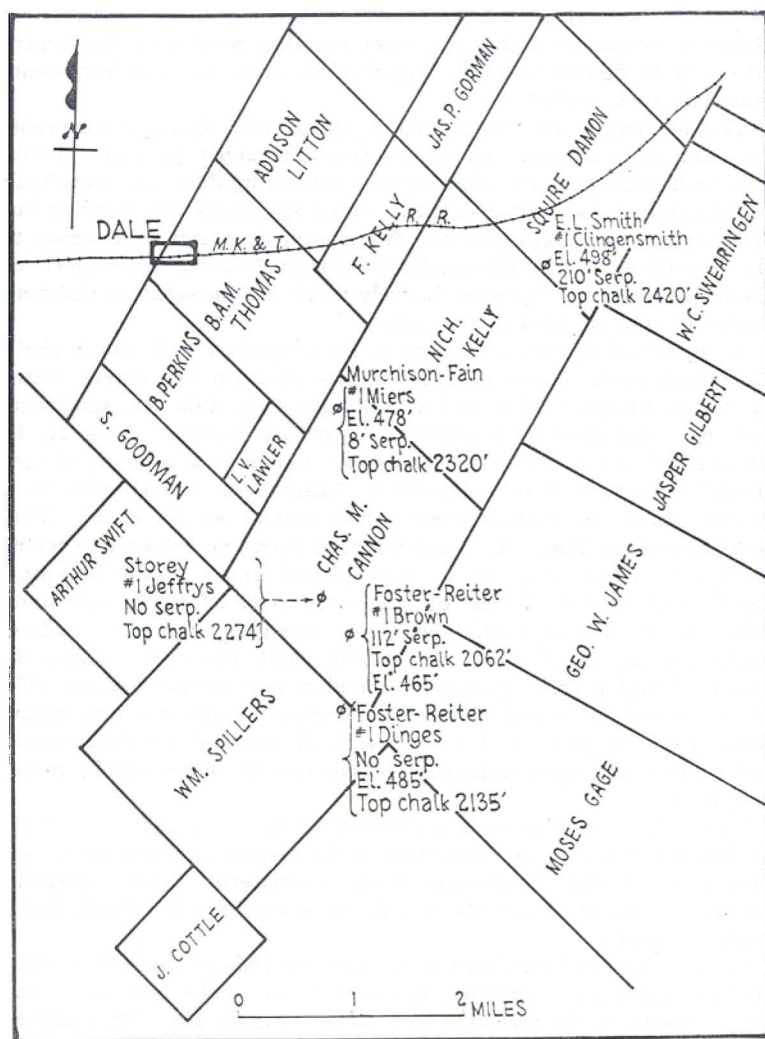 N
ADDISON
LITTON
JAS. P. GORMAN
SQUIRE DAMON
DALE
M. K. & T.
R. R.
F. KELLY
B.A.M.
THOMAS
B. PERKINS
S. GOODMAN
L.V.
LAWLER
NICH.
KELLY
W.C. SWEARINGEN
E.L. Smith
#1 Clingensmith
El. 498'
210' Serp.
Top chalk 2420'
Murchison-Fain
#1 Miers
El. 478'
8' Serp.
Top chalk 2320'
JASPER GILBERT
ARTHUR SWIFT
CHAS. M.
CANNON
Storey
#1 Jeffrys
No serp.
Top chalk 2274'
Foster-Reiter
#1 Brown
112' Serp.
Top chalk 2062'
El. 465'
GEO. W. JAMES
WM. SPILLERS
Foster-Reiter
#1 Dinges
No serp.
El. 485'
Top chalk 2135'
MOSES GAGE
J. COTTLE
0 1 2
MILES